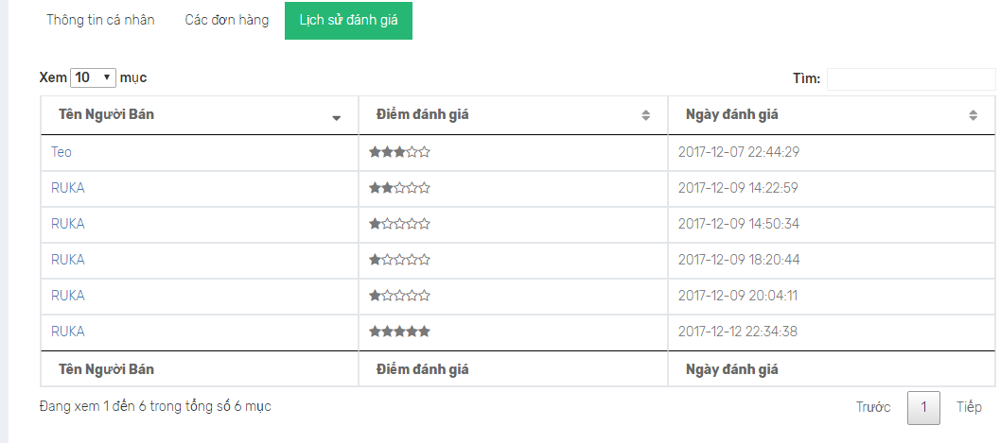 Thông tin cá nhân Các đơn hàng Lịch sử đánh giá
Xem 10 mục Tìm:
Tên Người Bán Điểm đánh giá Ngày đánh giá
Teo ★★★☆☆ 2017-12-07 22:44:29
RUKA ★★☆☆☆ 2017-12-09 14:22:59
RUKA ★☆☆☆☆ 2017-12-09 14:50:34
RUKA ★☆☆☆☆ 2017-12-09 18:20:44
RUKA ★☆☆☆☆ 2017-12-09 20:04:11
RUKA ★★★★★ 2017-12-12 22:34:38
Tên Người Bán Điểm đánh giá Ngày đánh giá
Đang xem 1 đến 6 trong tổng số 6 mục Trước 1 Tiếp